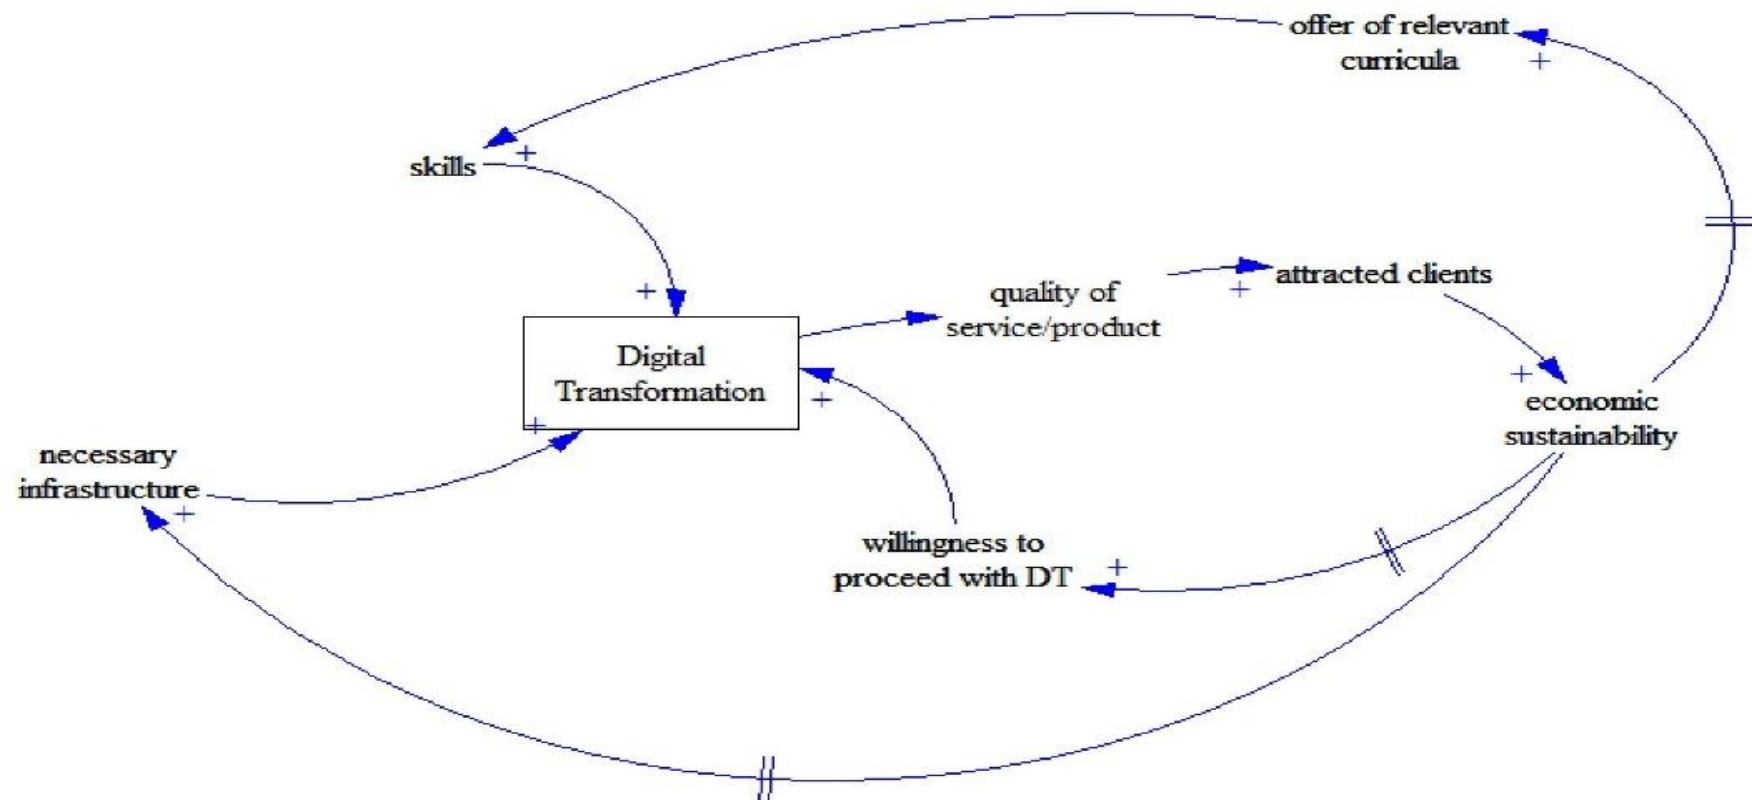 offer of relevant
curricula
+
skills
+
+
attracted clients
+
quality of
service/product
Digital
Transformation
+
+
+
economic
sustainability
necessary
infrastructure
+
willingness to
proceed with DT
+